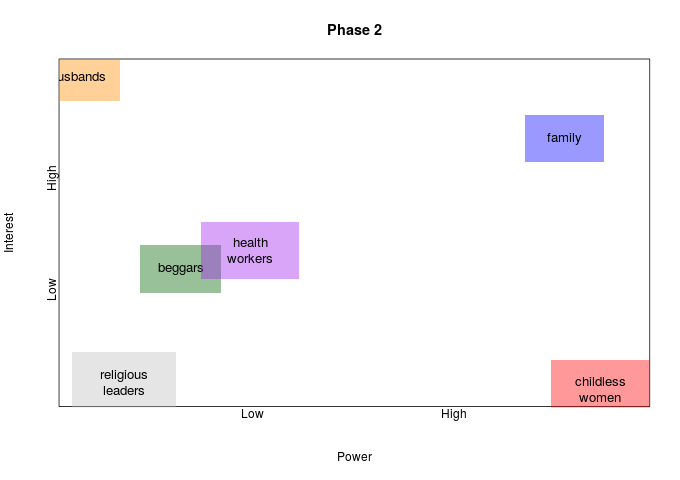 Phase 2
usbands
family
High
health
workers
beggars
Interest
Low
religious
leaders
childless
women
Low
High
Power